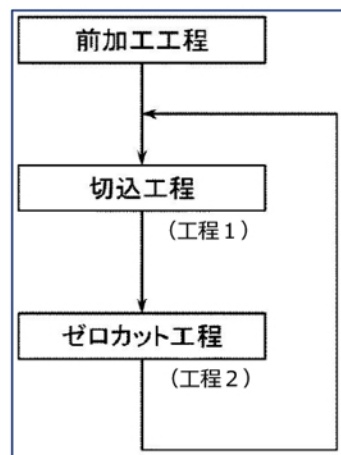 前加工工程
切込工程
（工程１）
ゼロカット工程
（工程２）